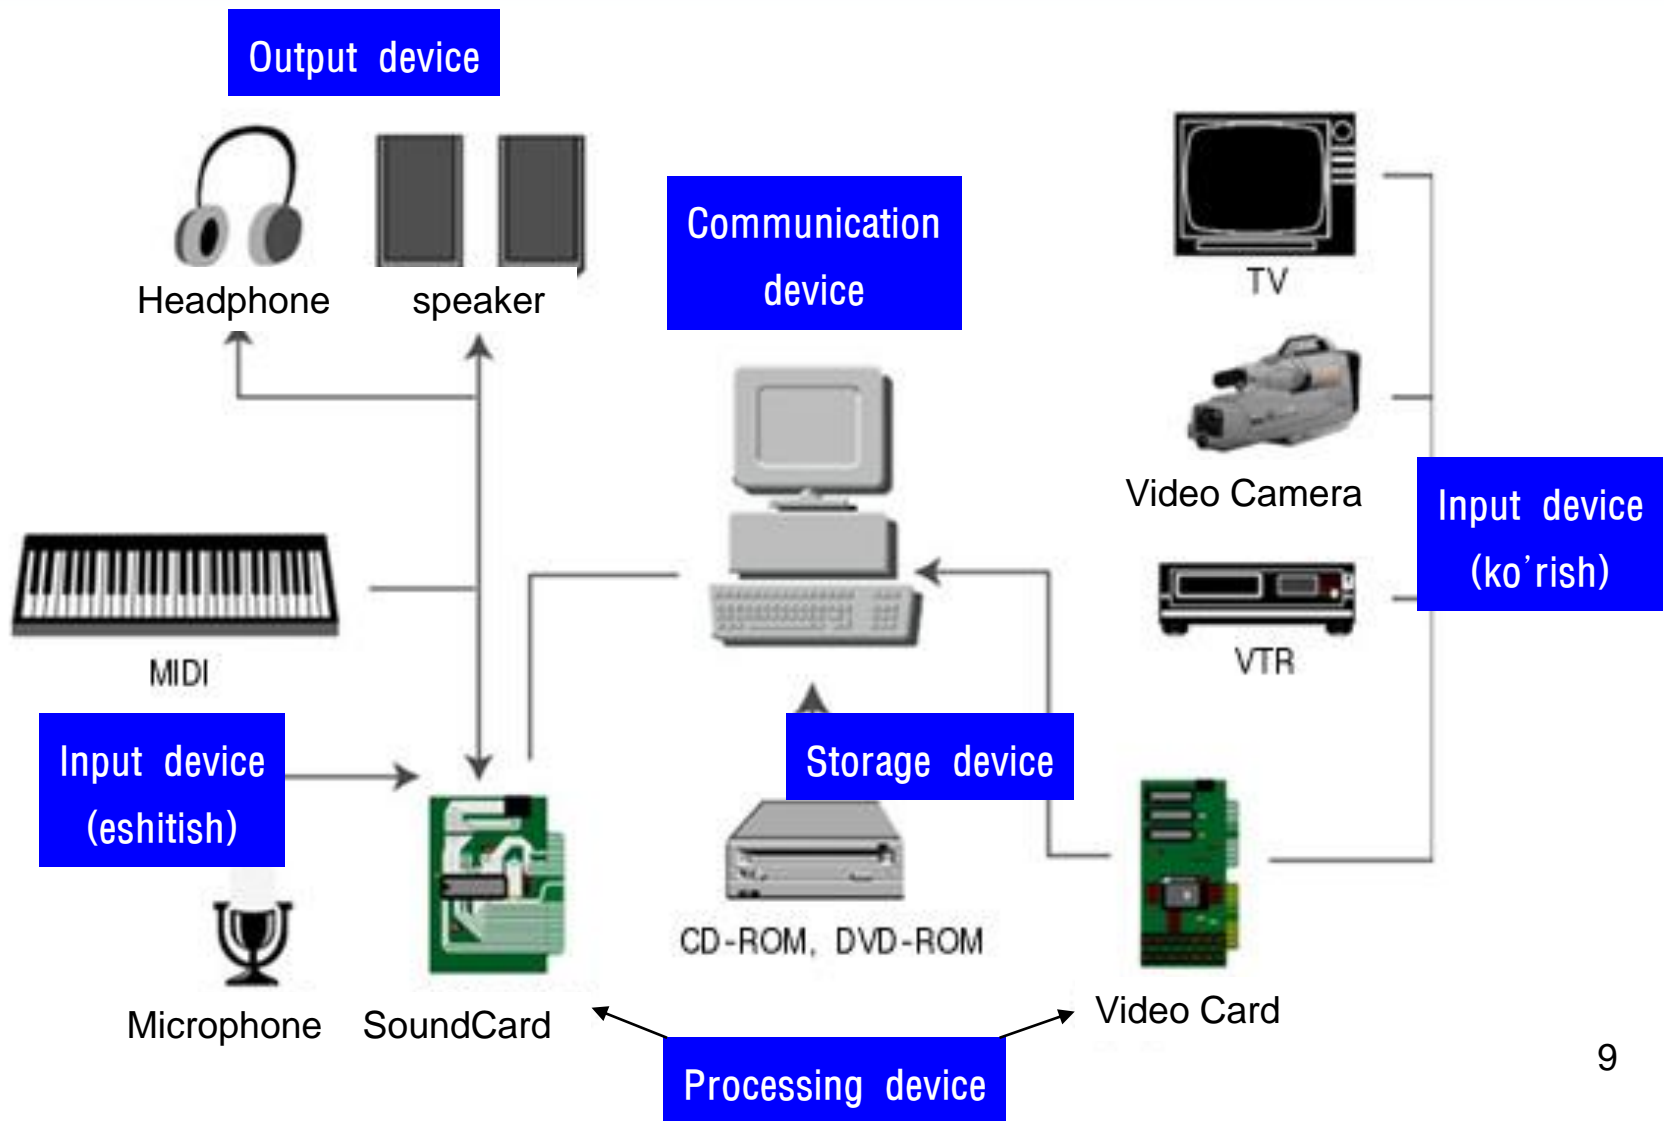 Output device
Headphone
speaker
Communication
device
TV
Video Camera
Input device
(ko’rish)
VTR
MIDI
Input device
(eshitish)
Storage device
CD-ROM, DVD-ROM
Microphone
SoundCard
Video Card
Processing device
9